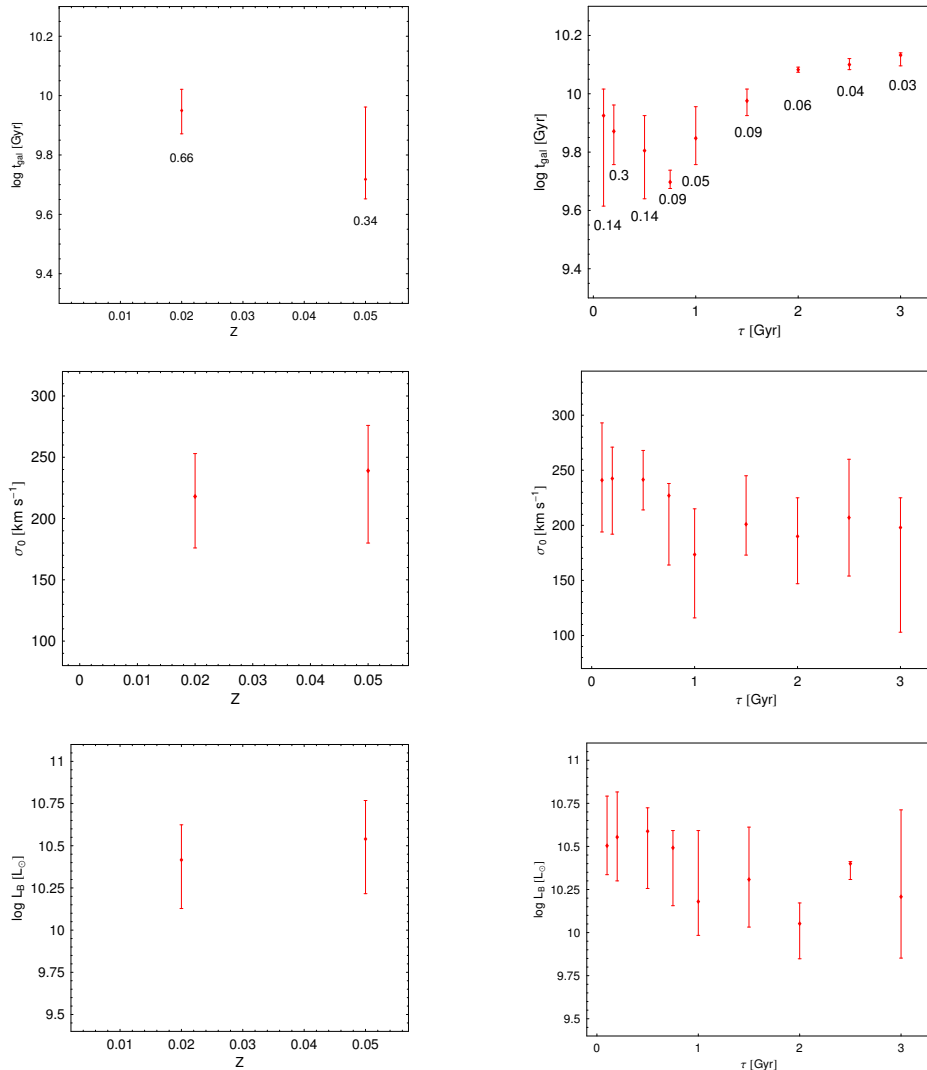 10.2
10
9.8
9.6
9.4
log t_gal [Gyr]
0.66
0.34
0.01 0.02 0.03 0.04 0.05
Z
10.2
10
9.8
9.6
9.4
log t_gal [Gyr]
0.14
0.3
0.14
0.09
0.05
0.09
0.06
0.04
0.03
0 1 2 3
τ [Gyr]
300
250
200
150
100
σ₀ [km s⁻¹]
0 0.01 0.02 0.03 0.04 0.05
Z
300
250
200
150
100
σ₀ [km s⁻¹]
0 1 2 3
τ [Gyr]
11
10.75
10.5
10.25
10
9.75
9.5
log L_B [L_⊙]
0.01 0.02 0.03 0.04 0.05
Z
11
10.75
10.5
10.25
10
9.75
9.5
log L_B [L_⊙]
0 1 2 3
τ [Gyr]